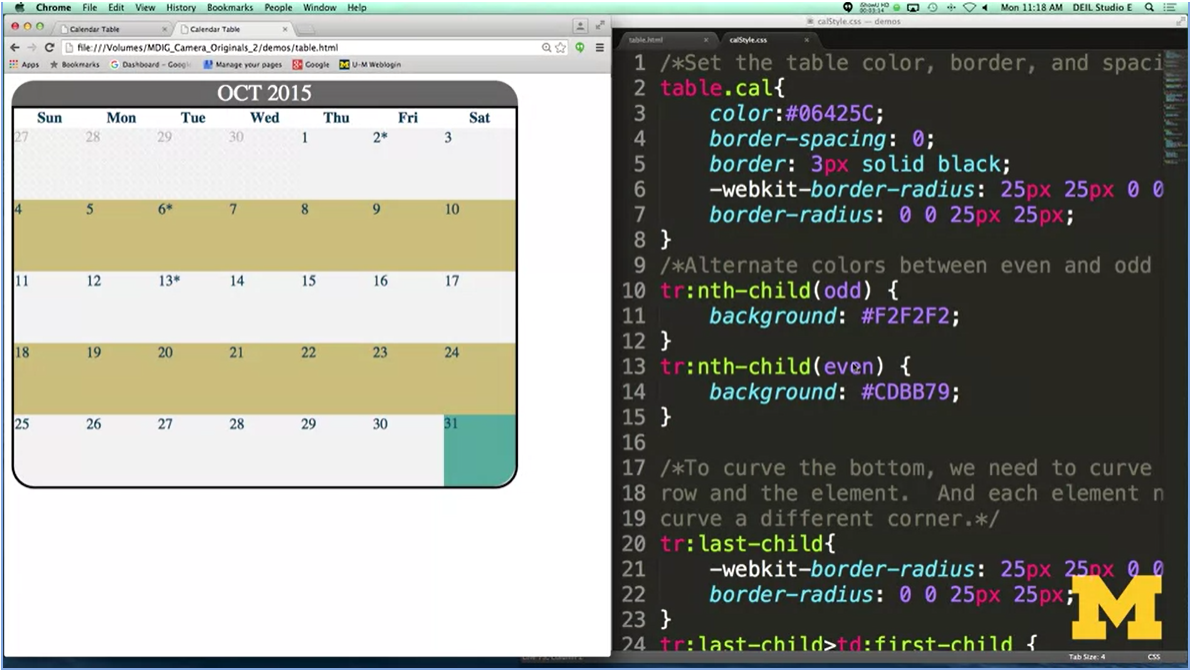 Chrome File Edit View History Bookmarks People Window Help
Mon 11:18 AM DEIL Studio E
Calendar Table
Calendar Table
file:///Volumes/MDIG_Camera_Originals_2/demos/table.html
Apps Bookmarks Dashboard – Googl Manage your pages Google U-M Weblogin
OCT 2015
Sun Mon Tue Wed Thu Fri Sat
27 28 29 30 1 2* 3
4 5 6* 7 8 9 10
11 12 13* 14 15 16 17
18 19 20 21 22 23 24
25 26 27 28 29 30 31
calStyle.css — demos
table.html calStyle.css
1 /*Set the table color, border, and spaci
2 table.cal{
3 color:#06425C;
4 border-spacing: 0;
5 border: 3px solid black;
6 -webkit-border-radius: 25px 25px 0 0
7 border-radius: 0 0 25px 25px;
8 }
9 /*Alternate colors between even and odd
10 tr:nth-child(odd) {
11 background: #F2F2F2;
12 }
13 tr:nth-child(even) {
14 background: #CDBB79;
15 }
16
17 /*To curve the bottom, we need to curve
18 row and the element. And each element n
19 curve a different corner.*/
20 tr:last-child{
21 -webkit-border-radius: 25px 25px 0 0
22 border-radius: 0 0 25px 25px;
23 }
24 tr:last-child>td:first-child {
M
Tab Size: 4 CSS